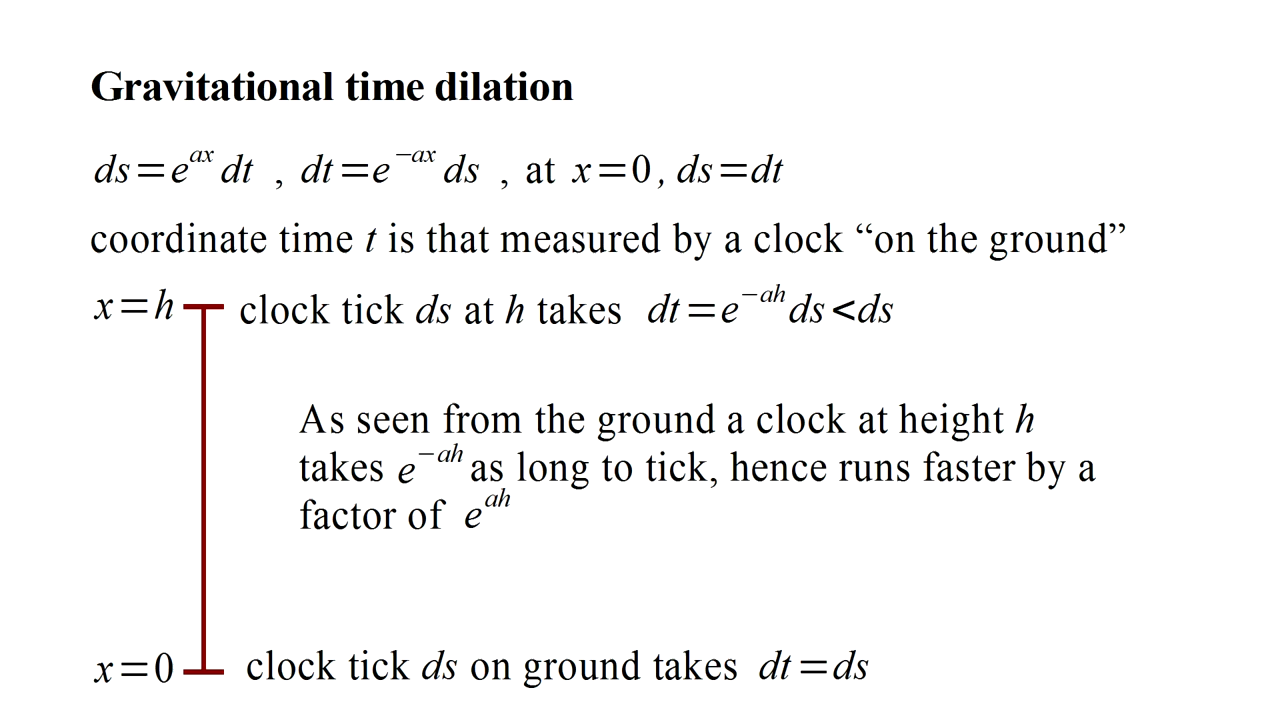 Gravitational time dilation
ds=e^{ax} dt , dt=e^{−ax} ds , at x=0, ds=dt
coordinate time t is that measured by a clock “on the ground”
x=h clock tick ds at h takes dt=e^{−ah} ds<ds
As seen from the ground a clock at height h
takes e^{−ah} as long to tick, hence runs faster by a
factor of e^{ah}
x=0 clock tick ds on ground takes dt=ds